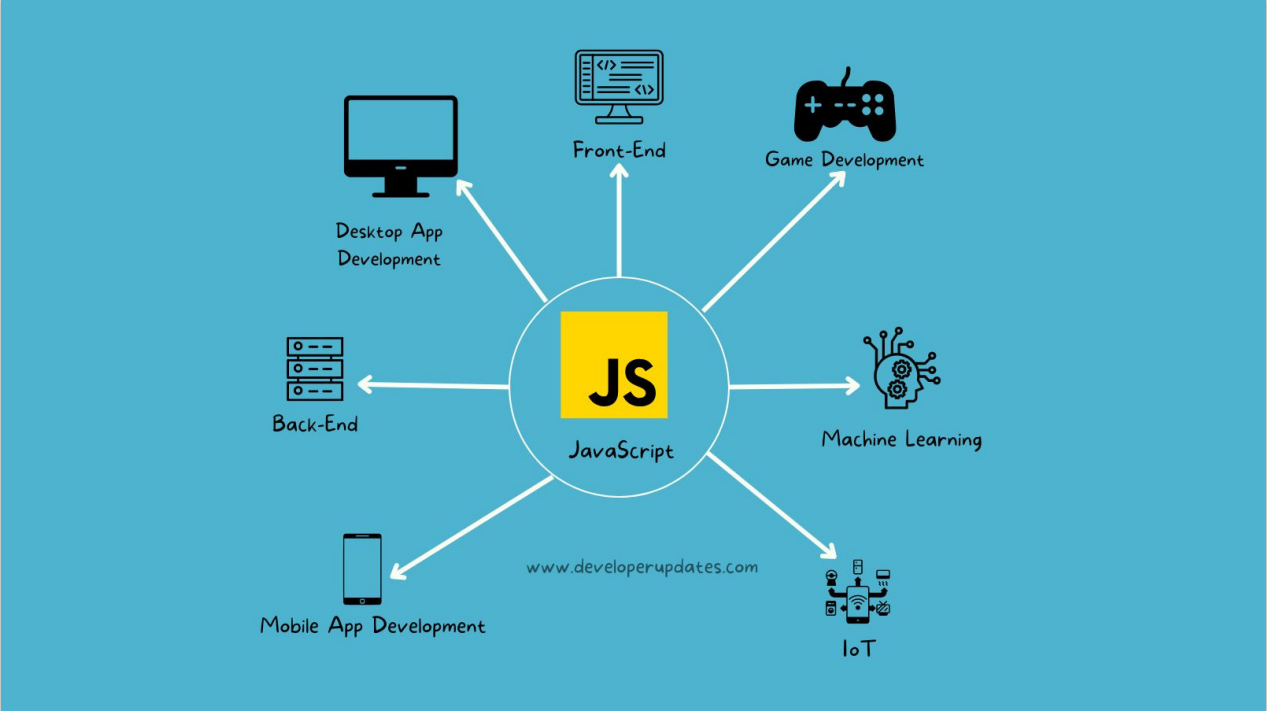 Front-End
Game Development
Desktop App
Development
JS
JavaScript
Back-End
Machine Learning
www.developerupdates.com
Mobile App Development
IoT